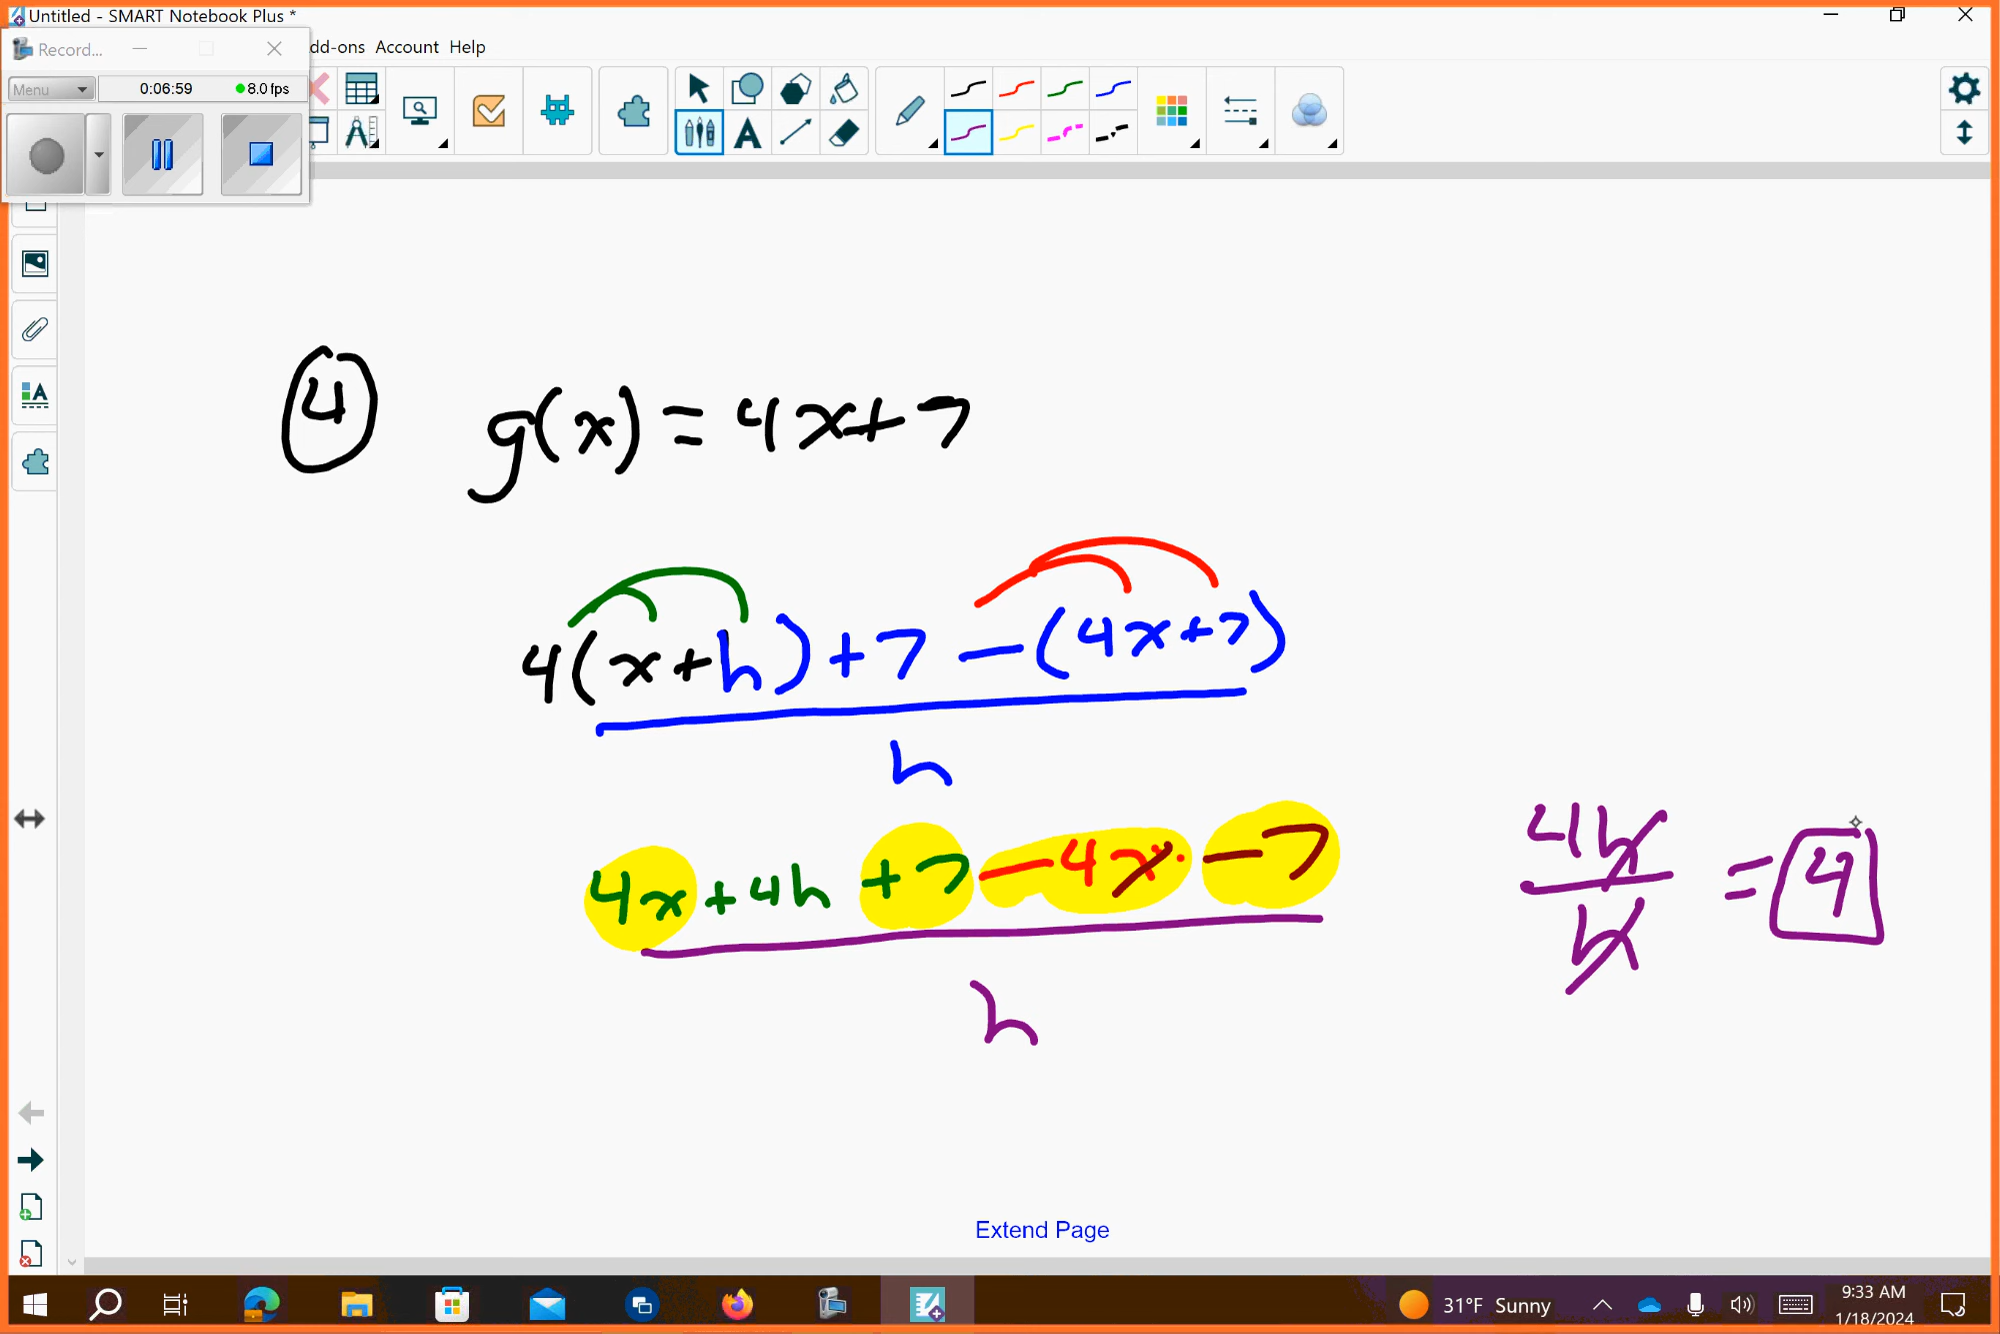 Untitled - SMART Notebook Plus *
Record...
dd-ons Account Help
Menu 0:06:59 8.0 fps
4 g(x) = 4x+7
4(x+h)+7 -(4x+7)
h
4x+4h+7-4x-7
h
4h
h
= 4
Extend Page
31°F Sunny
9:33 AM
1/18/2024